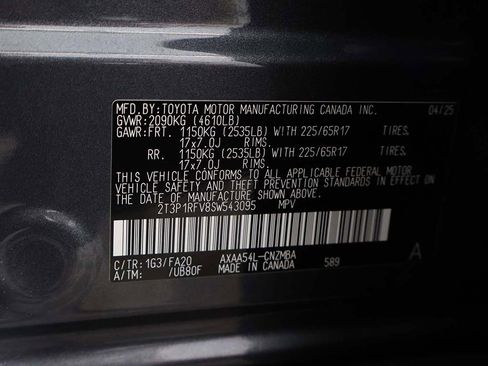 MFD.BY:TOYOTA MOTOR MANUFACTURING CANADA INC. 04/25
GVWR:2090KG (4610LB)
GAWR:FRT. 1150KG (2535LB) WITH 225/65R17 TIRES.
17x7.0J RIMS.
RR. 1150KG (2535LB) WITH 225/65R17 TIRES.
17x7.0J RIMS.
THIS VEHICLE CONFORMS TO ALL APPLICABLE FEDERAL MOTOR
VEHICLE SAFETY AND THEFT PREVENTION STANDARDS IN EFFECT ON
THE DATE OF MANUFACTURE SHOWN ABOVE.
2T3P1RFV8SW543095 MPV
C/TR:1G3/FA20 AXAA54L-CNZMBA A
A/TM: /UB80F MADE IN CANADA 589